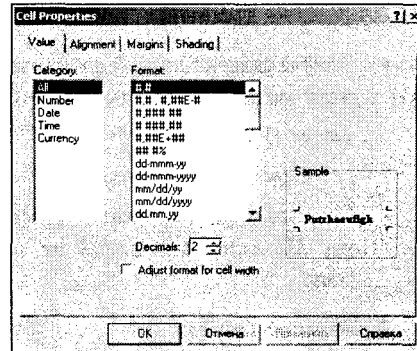 Cell Properties
Value Alignment Margins Shading
Category: Format:
All
Number
Date
Time
Currency
#,#
#,# , #,##E-#
#,### ##
# ###,##
#,##E+##
## #%
dd-mmm-yy
dd-mmm-yyyy
mm/dd/yy
mm/dd/yyyy
dd.mm.yy
Sample
Decimals: 2
Adjust format for cell width
OK Отмена Применить Справка